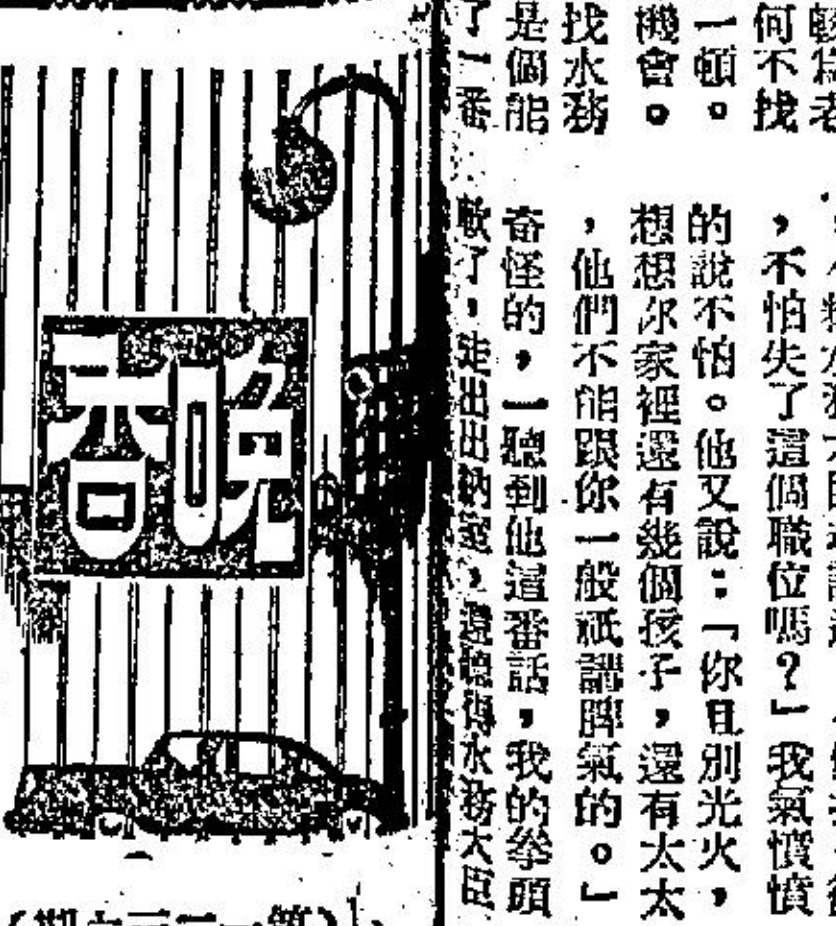 何不找
一頓。
機會。
找水務
是個能
了一番
，不怕失了這個職位嗎？」我氣憤憤
的說不怕。他又說：「你且別光火，
想想你家裡還有幾個孩子，還有太太
，他們不能跟你一般祇講脾氣的。」
奇怪的，一聽到他這番話，我的拳頭
軟了，走出出納室，還聽得水務大臣
晚香